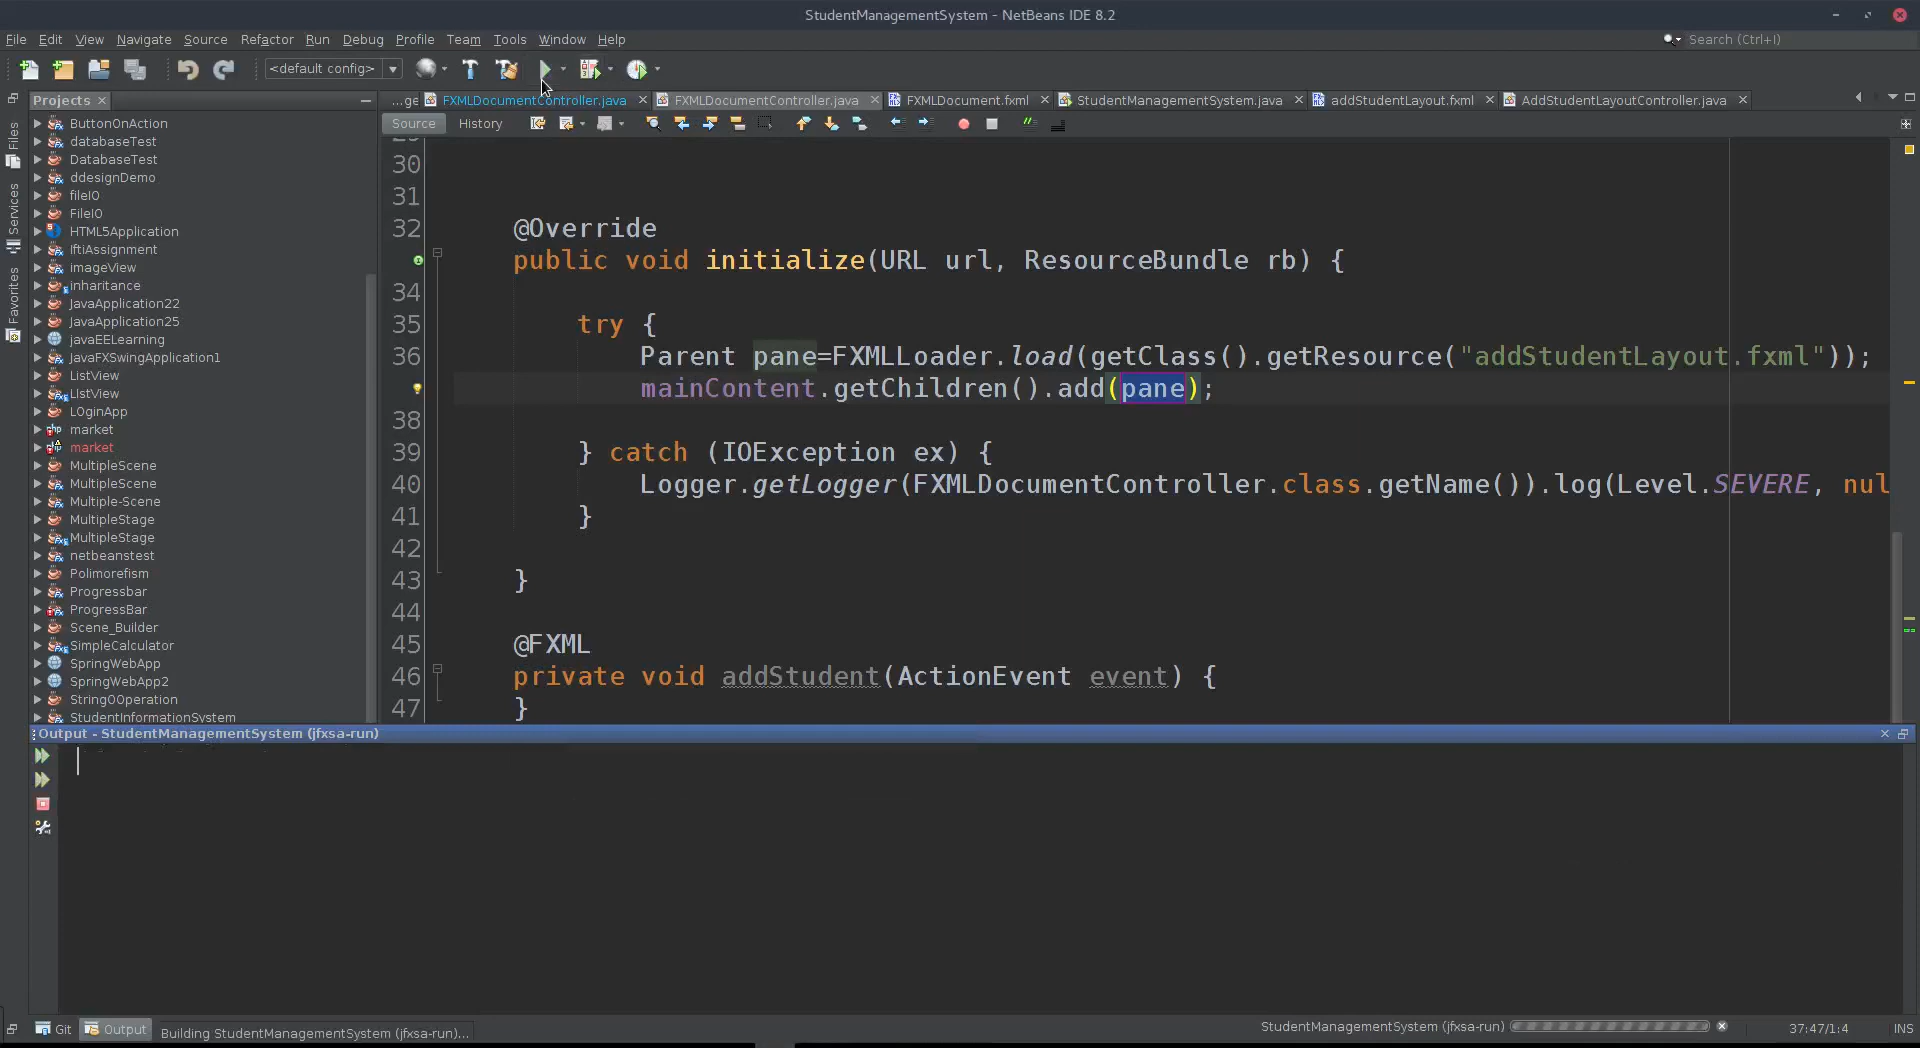 StudentManagementSystem - NetBeans IDE 8.2
File Edit View Navigate Source Refactor Run Debug Profile Team Tools Window Help
Search (Ctrl+I)
<default config>
Projects
...ge FXMLDocumentController.java FXMLDocumentController.java FXMLDocument.fxml StudentManagementSystem.java addStudentLayout.fxml AddStudentLayoutController.java
Source History
Files
Services
Favorites
ButtonOnAction
databaseTest
DatabaseTest
ddesignDemo
fileIO
FileIO
HTML5Application
IftiAssignment
imageView
inharitance
JavaApplication22
JavaApplication25
javaEELearning
JavaFXSwingApplication1
ListView
LIstView
LOginApp
market
market
MultipleScene
MultipleScene
Multiple-Scene
MultipleStage
MultipleStage
netbeanstest
Polimorefism
Progressbar
ProgressBar
Scene_Builder
SimpleCalculator
SpringWebApp
SpringWebApp2
StringOOperation
StudentInformationSystem
30
31
32 @Override
public void initialize(URL url, ResourceBundle rb) {
34
35 try {
36 Parent pane=FXMLLoader.load(getClass().getResource("addStudentLayout.fxml"));
mainContent.getChildren().add(pane);
38
39 } catch (IOException ex) {
40 Logger.getLogger(FXMLDocumentController.class.getName()).log(Level.SEVERE, nul
41 }
42
43 }
44
45 @FXML
46 private void addStudent(ActionEvent event) {
47 }
Output - StudentManagementSystem (jfxsa-run)
Git Output Building StudentManagementSystem (jfxsa-run)...
StudentManagementSystem (jfxsa-run)
37:47/1:4 INS